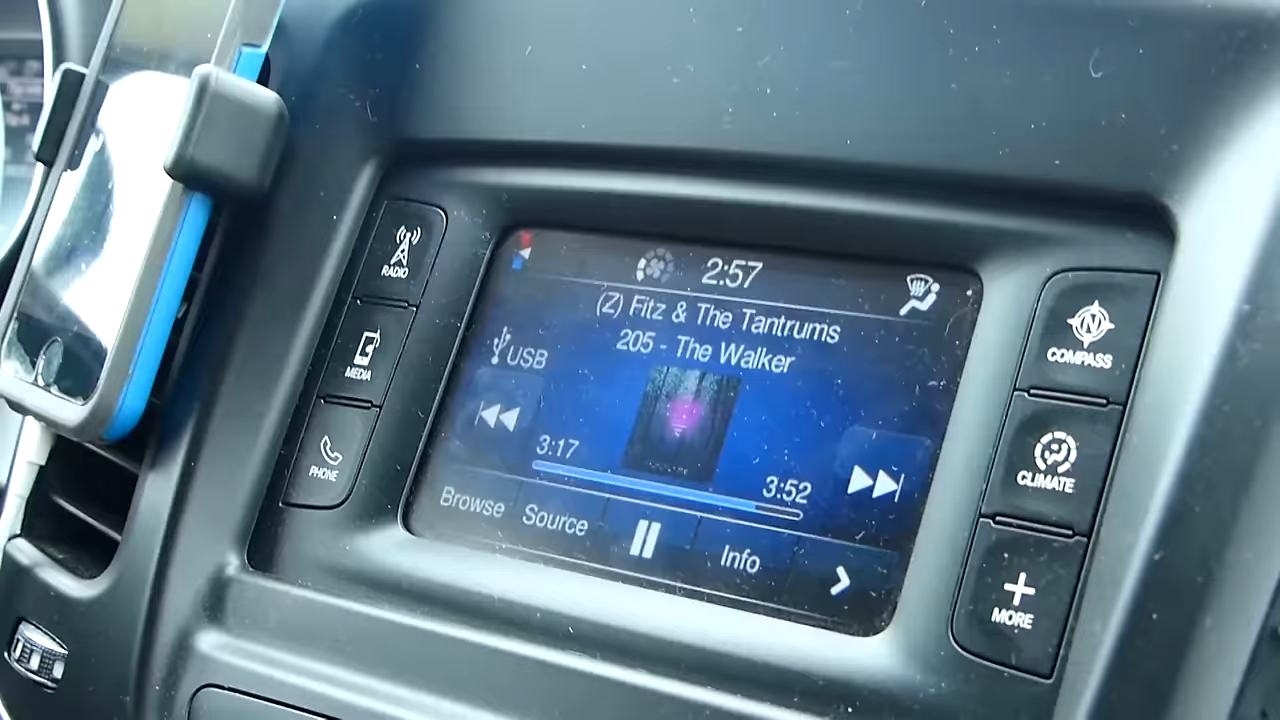 RADIO
MEDIA
PHONE
2:57
(Z) Fitz & The Tantrums
205 - The Walker
USB
3:17
3:52
Browse
Source
Info
N
COMPASS
CLIMATE
MORE